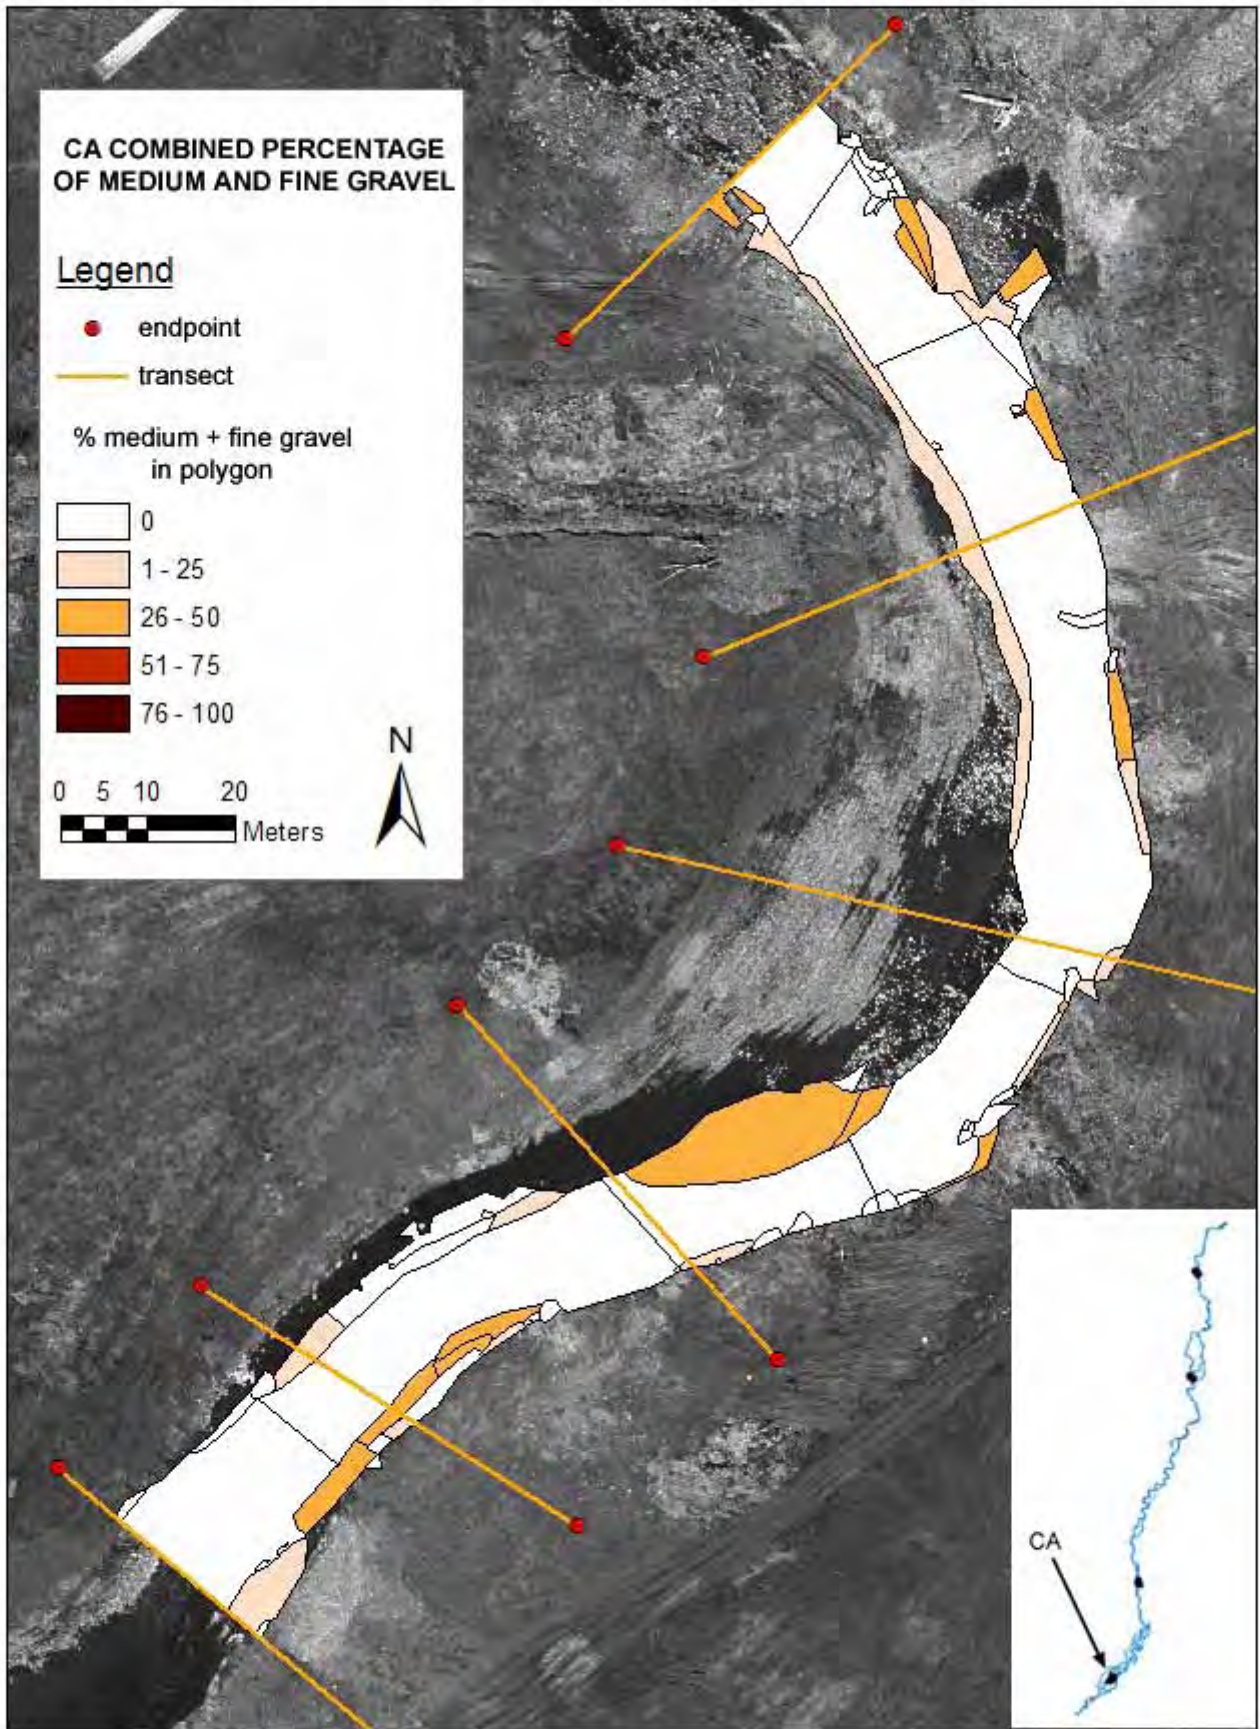 CA COMBINED PERCENTAGE
OF MEDIUM AND FINE GRAVEL
Legend
endpoint
transect
% medium + fine gravel
in polygon
0
1 - 25
26 - 50
51 - 75
76 - 100
N
0 5 10 20
Meters
CA